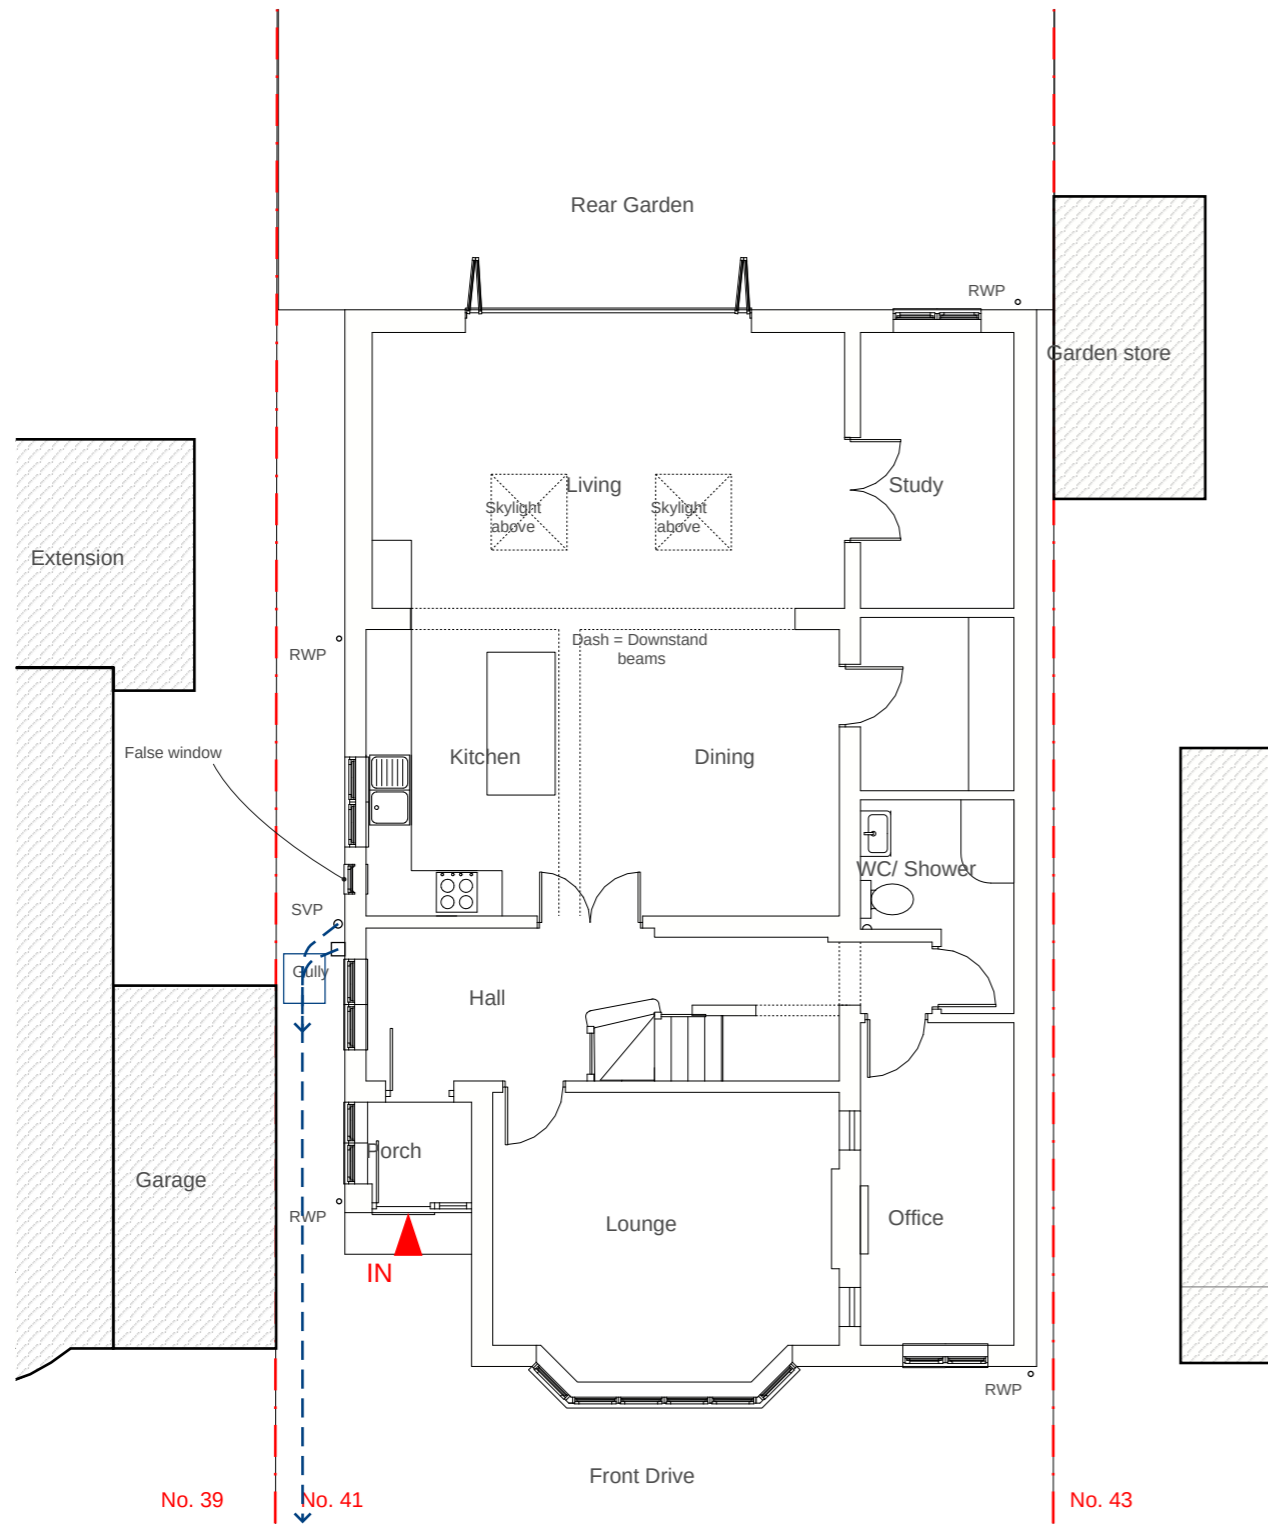 Rear Garden
RWP
Garden store
Living
Study
Skylight
above
Skylight
above
Extension
Dash = Downstand
beams
RWP
False window
Kitchen
Dining
WC/ Shower
SVP
Gully
Hall
Porch
Garage
RWP
Lounge
Office
IN
RWP
Front Drive
No. 39
No. 41
No. 43